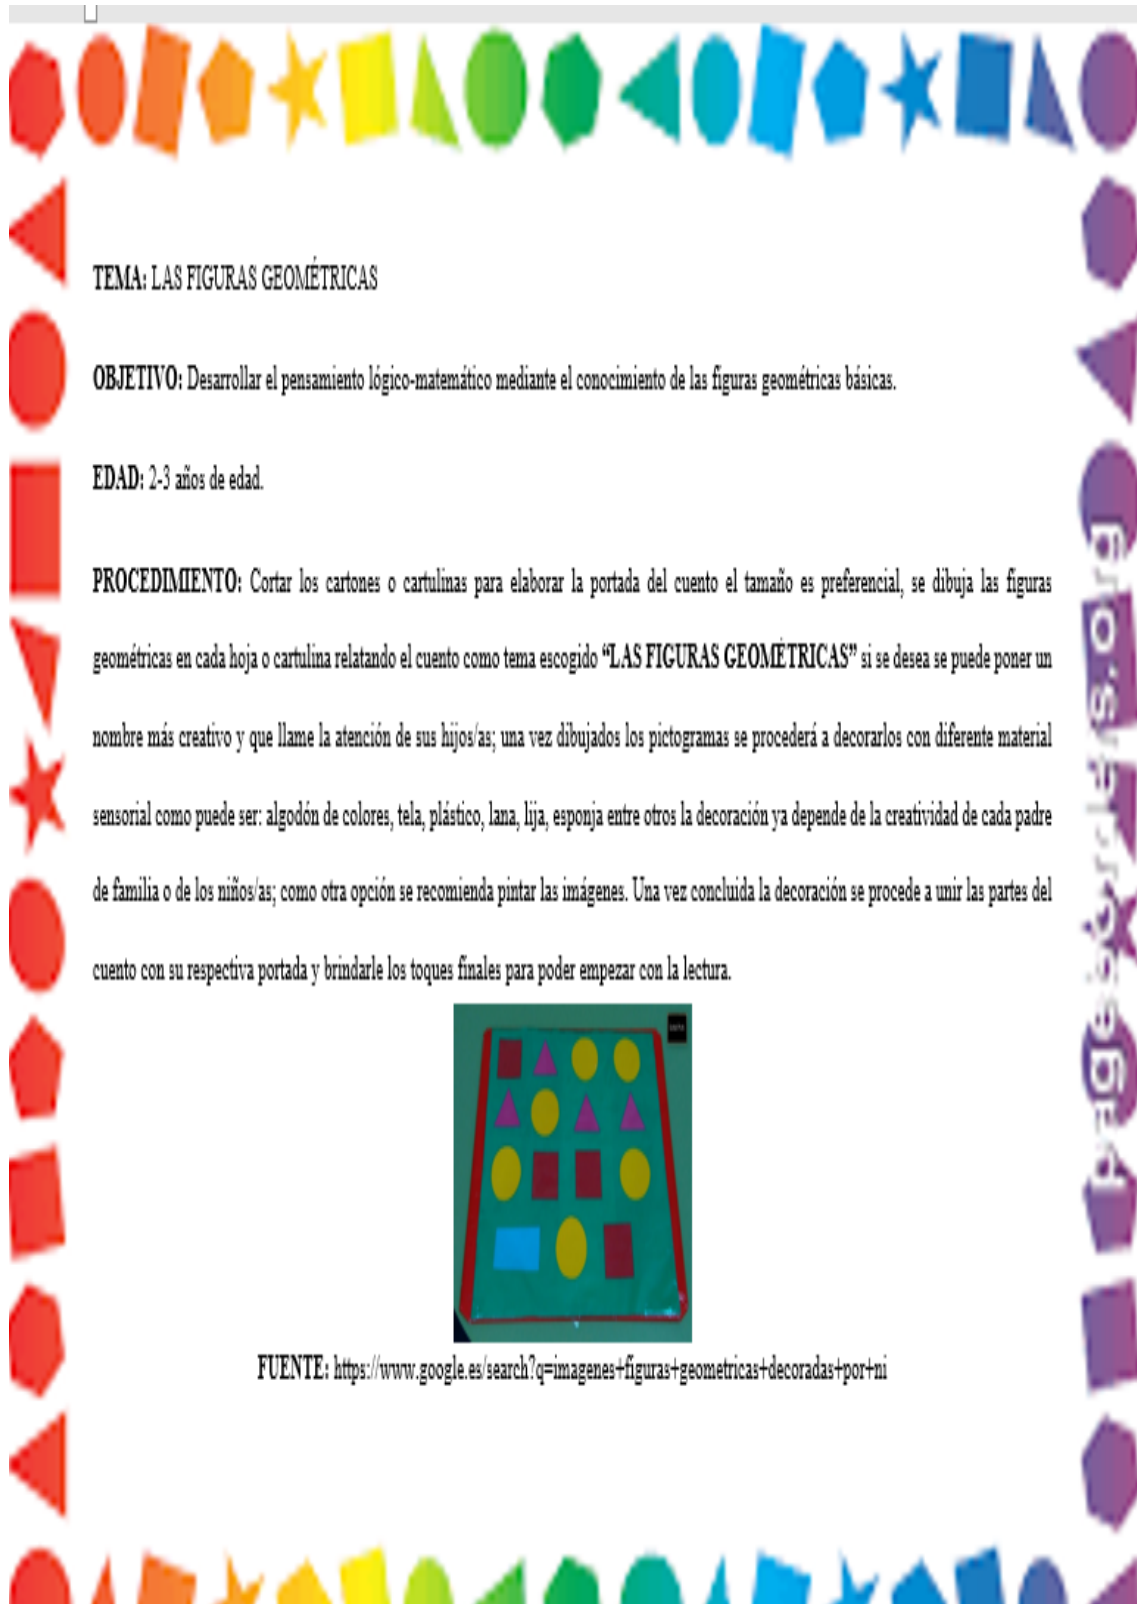 TEMA: LAS FIGURAS GEOMÉTRICAS
OBJETIVO: Desarrollar el pensamiento lógico-matemático mediante el conocimiento de las figuras geométricas básicas.
EDAD: 2-3 años de edad.
PROCEDIMIENTO: Cortar los cartones o cartulinas para elaborar la portada del cuento el tamaño es preferencial, se dibuja las figuras
geométricas en cada hoja o cartulina relatando el cuento como tema escogido “LAS FIGURAS GEOMÉTRICAS” si se desea se puede poner un
nombre más creativo y que llame la atención de sus hijos/as; una vez dibujados los pictogramas se procederá a decorarlos con diferente material
sensorial como puede ser: algodón de colores, tela, plástico, lana, lija, esponja entre otros la decoración ya depende de la creatividad de cada padre
de familia o de los niños/as; como otra opción se recomienda pintar las imágenes. Una vez concluida la decoración se procede a unir las partes del
cuento con su respectiva portada y brindarle los toques finales para poder empezar con la lectura.
FUENTE: https://www.google.es/search?q=imagenes+figuras+geometricas+decoradas+por+ni